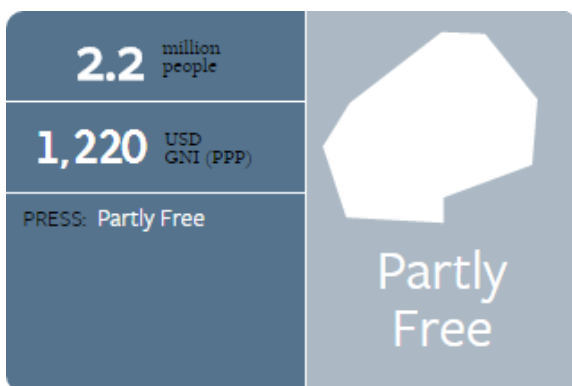 2.2 million people
1,220 USD GNI (PPP)
PRESS: Partly Free
Partly
Free